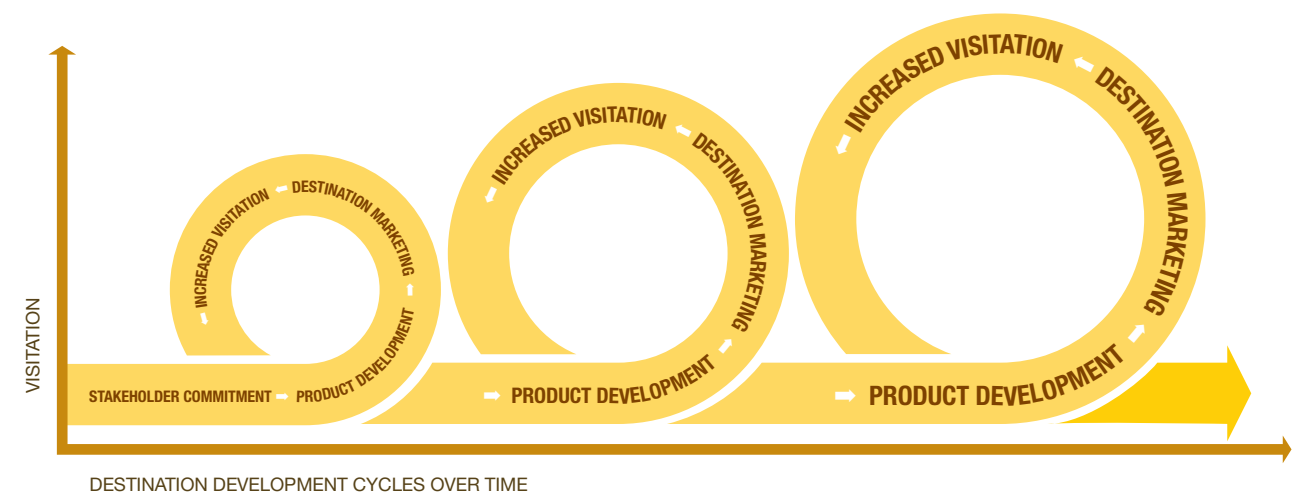 VISITATION
STAKEHOLDER COMMITMENT
PRODUCT DEVELOPMENT
DESTINATION MARKETING
INCREASED VISITATION
PRODUCT DEVELOPMENT
DESTINATION MARKETING
INCREASED VISITATION
PRODUCT DEVELOPMENT
DESTINATION MARKETING
INCREASED VISITATION
DESTINATION DEVELOPMENT CYCLES OVER TIME